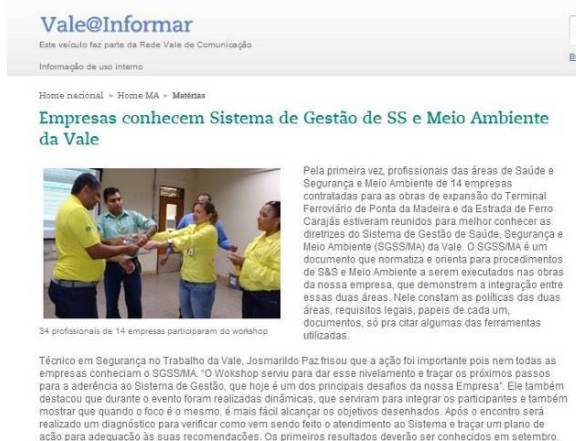 Vale@Informar
Este veículo faz parte da Rede Vale de Comunicação
Informação de uso interno
Home nacional » Home MA » Matérias
Empresas conhecem Sistema de Gestão de SS e Meio Ambiente
da Vale
Pela primeira vez, profissionais das áreas de Saúde e
Segurança e Meio Ambiente de 14 empresas
contratadas para as obras de expansão do Terminal
Ferroviário de Ponta da Madeira e da Estrada de Ferro
Carajás estiveram reunidos para melhor conhecer as
diretrizes do Sistema de Gestão de Saúde, Segurança e
Meio Ambiente (SGSS/MA) da Vale. O SGSS/MA é um
documento que normatiza e orienta para procedimentos
de S&S e Meio Ambiente a serem executados nas obras
da nossa empresa, que demonstrem a integração entre
essas duas áreas. Nele constam as políticas das duas
áreas, requisitos legais, papeis de cada um,
documentos, só pra citar algumas das ferramentas
utilizadas.
34 profissionais de 14 empresas participaram do workshop
Técnico em Segurança no Trabalho da Vale, Josmarildo Paz frisou que a ação foi importante pois nem todas as
empresas conheciam o SGSS/MA. "O Wokshop serviu para dar esse nivelamento e traçar os próximos passos
para a aderência ao Sistema de Gestão, que hoje é um dos principais desafios da nossa Empresa". Ele também
destacou que durante o evento foram realizadas dinâmicas, que serviram para integrar os participantes e também
mostrar que quando o foco é o mesmo, é mais fácil alcançar os objetivos desenhados. Após o encontro será
realizado um diagnóstico para verificar como vem sendo feito o atendimento ao Sistema e traçar um plano de
ação para adequação às suas recomendações. Os primeiros resultados deverão ser conhecidos em setembro.